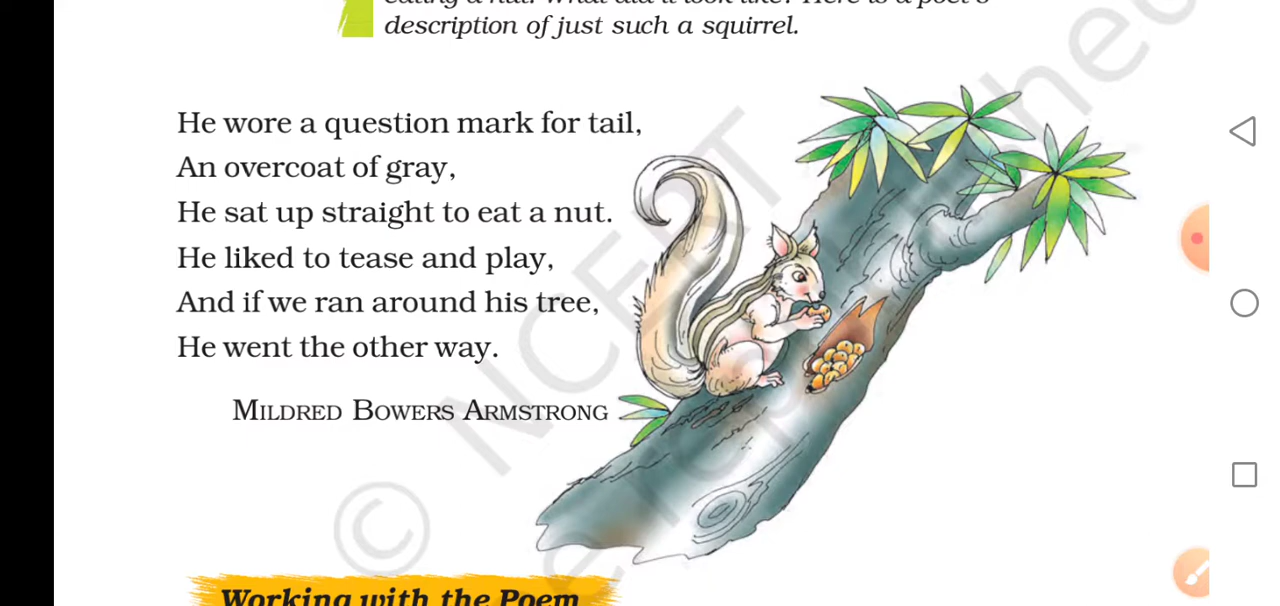 description of just such a squirrel.
He wore a question mark for tail,
An overcoat of gray,
He sat up straight to eat a nut.
He liked to tease and play,
And if we ran around his tree,
He went the other way.
MILDRED BOWERS ARMSTRONG
© NCERT
Working with the Poem